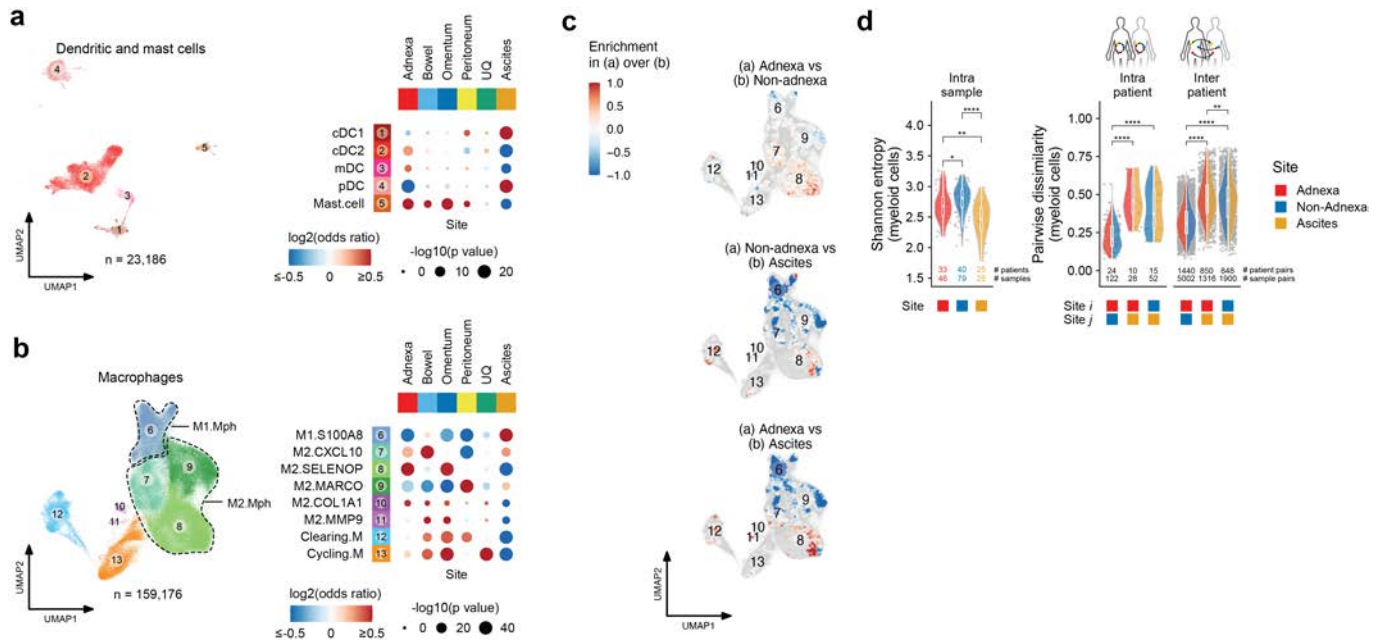 a
Dendritic and mast cells
4
2
3
5
1
n = 23,186
UMAP2
UMAP1
Adnexa
Bowel
Omentum
Peritoneum
UQ
Ascites
cDC1 1
cDC2 2
mDC 3
pDC 4
Mast.cell 5
Site
log2(odds ratio)
≤-0.5 0 ≥0.5
-log10(p value)
0 10 20
b
Macrophages
6
M1.Mph
9
7
M2.Mph
10
11
8
12
13
n = 159,176
UMAP2
UMAP1
Adnexa
Bowel
Omentum
Peritoneum
UQ
Ascites
M1.S100A8 6
M2.CXCL10 7
M2.SELENOP 8
M2.MARCO 9
M2.COL1A1 10
M2.MMP9 11
Clearing.M 12
Cycling.M 13
Site
log2(odds ratio)
≤-0.5 0 ≥0.5
-log10(p value)
0 20 40
c
Enrichment
in (a) over (b)
1.0
0.5
0.0
−0.5
−1.0
(a) Adnexa vs
(b) Non-adnexa
6
9
7
10
11
12
8
13
(a) Non-adnexa vs
(b) Ascites
6
9
7
10
11
12
8
13
(a) Adnexa vs
(b) Ascites
6
9
7
10
11
12
8
13
UMAP2
UMAP1
d
Intra
sample
Shannon entropy
(myeloid cells)
4.0
3.5
3.0
2.5
2.0
1.5
****
**
*
33 40 25 # patients
46 79 26 # samples
Site
Intra
patient
Inter
patient
Pairwise dissimilarity
(myeloid cells)
1.00
0.75
0.50
0.25
0.00
****
****
**
****
****
24 10 15 1440 850 848 # patient pairs
122 28 52 5002 1316 1900 # sample pairs
Site i
Site j
Site
Adnexa
Non-Adnexa
Ascites